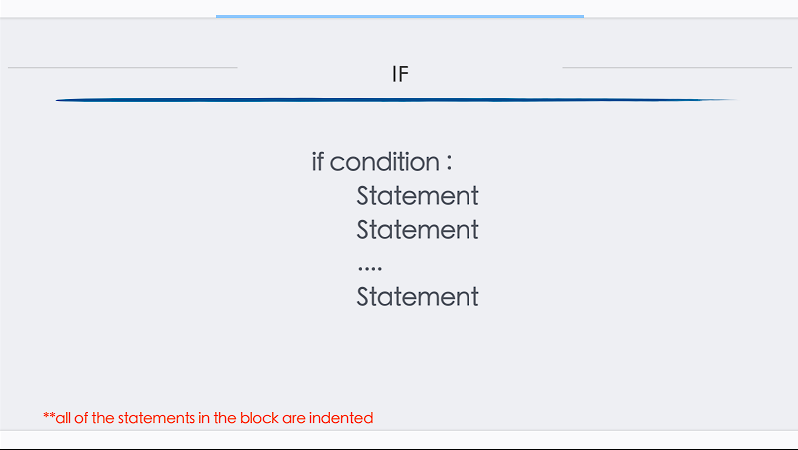 IF
if condition :
Statement
Statement
....
Statement
**all of the statements in the block are indented